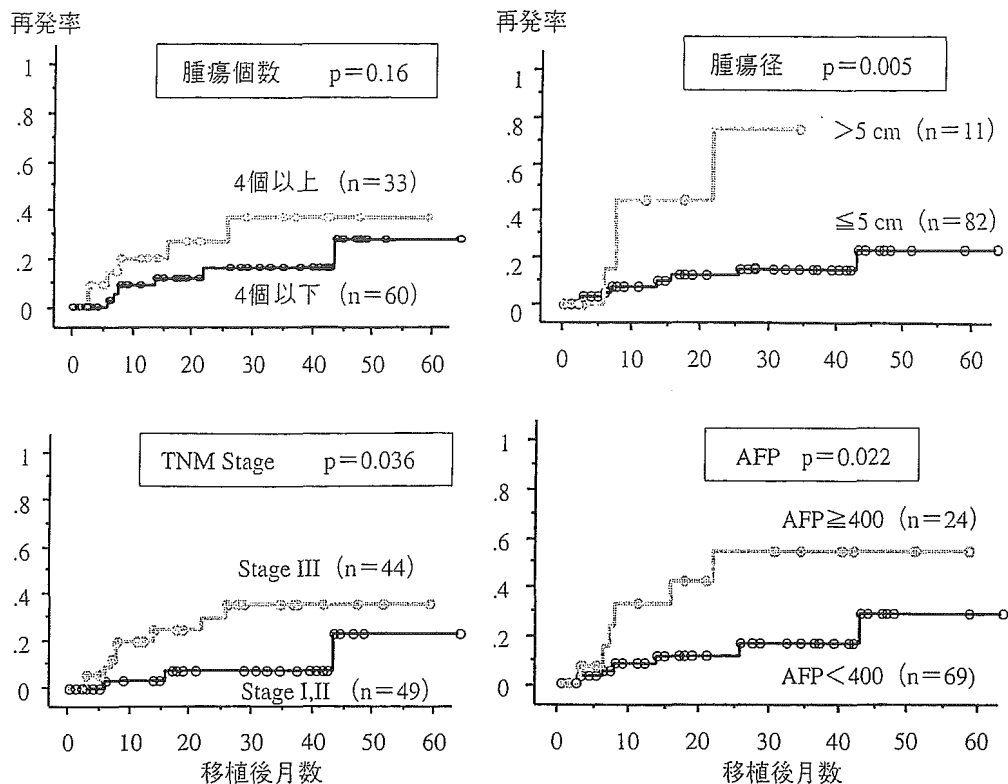 再発率
1
.8
.6
.4
.2
0
腫瘍個数 p=0.16
4個以上 (n=33)
4個以下 (n=60)
0 10 20 30 40 50 60
再発率
1
.8
.6
.4
.2
0
腫瘍径 p=0.005
>5 cm (n=11)
≦5 cm (n=82)
0 10 20 30 40 50 60
1
.8
.6
.4
.2
0
TNM Stage p=0.036
Stage III (n=44)
Stage I,II (n=49)
0 10 20 30 40 50 60
移植後月数
1
.8
.6
.4
.2
0
AFP p=0.022
AFP≧400 (n=24)
AFP<400 (n=69)
0 10 20 30 40 50 60
移植後月数